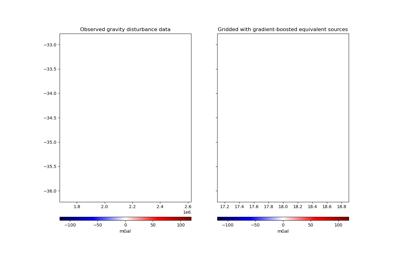 Observed gravity disturbance data
Gridded with gradient-boosted equivalent sources
−33.0
−33.5
−34.0
−34.5
−35.0
−35.5
−36.0
1.8 2.0 2.2 2.4 2.6
1e6
17.2 17.4 17.6 17.8 18.0 18.2 18.4 18.6 18.8
−100 −50 0 50 100
mGal
−100 −50 0 50 100
mGal